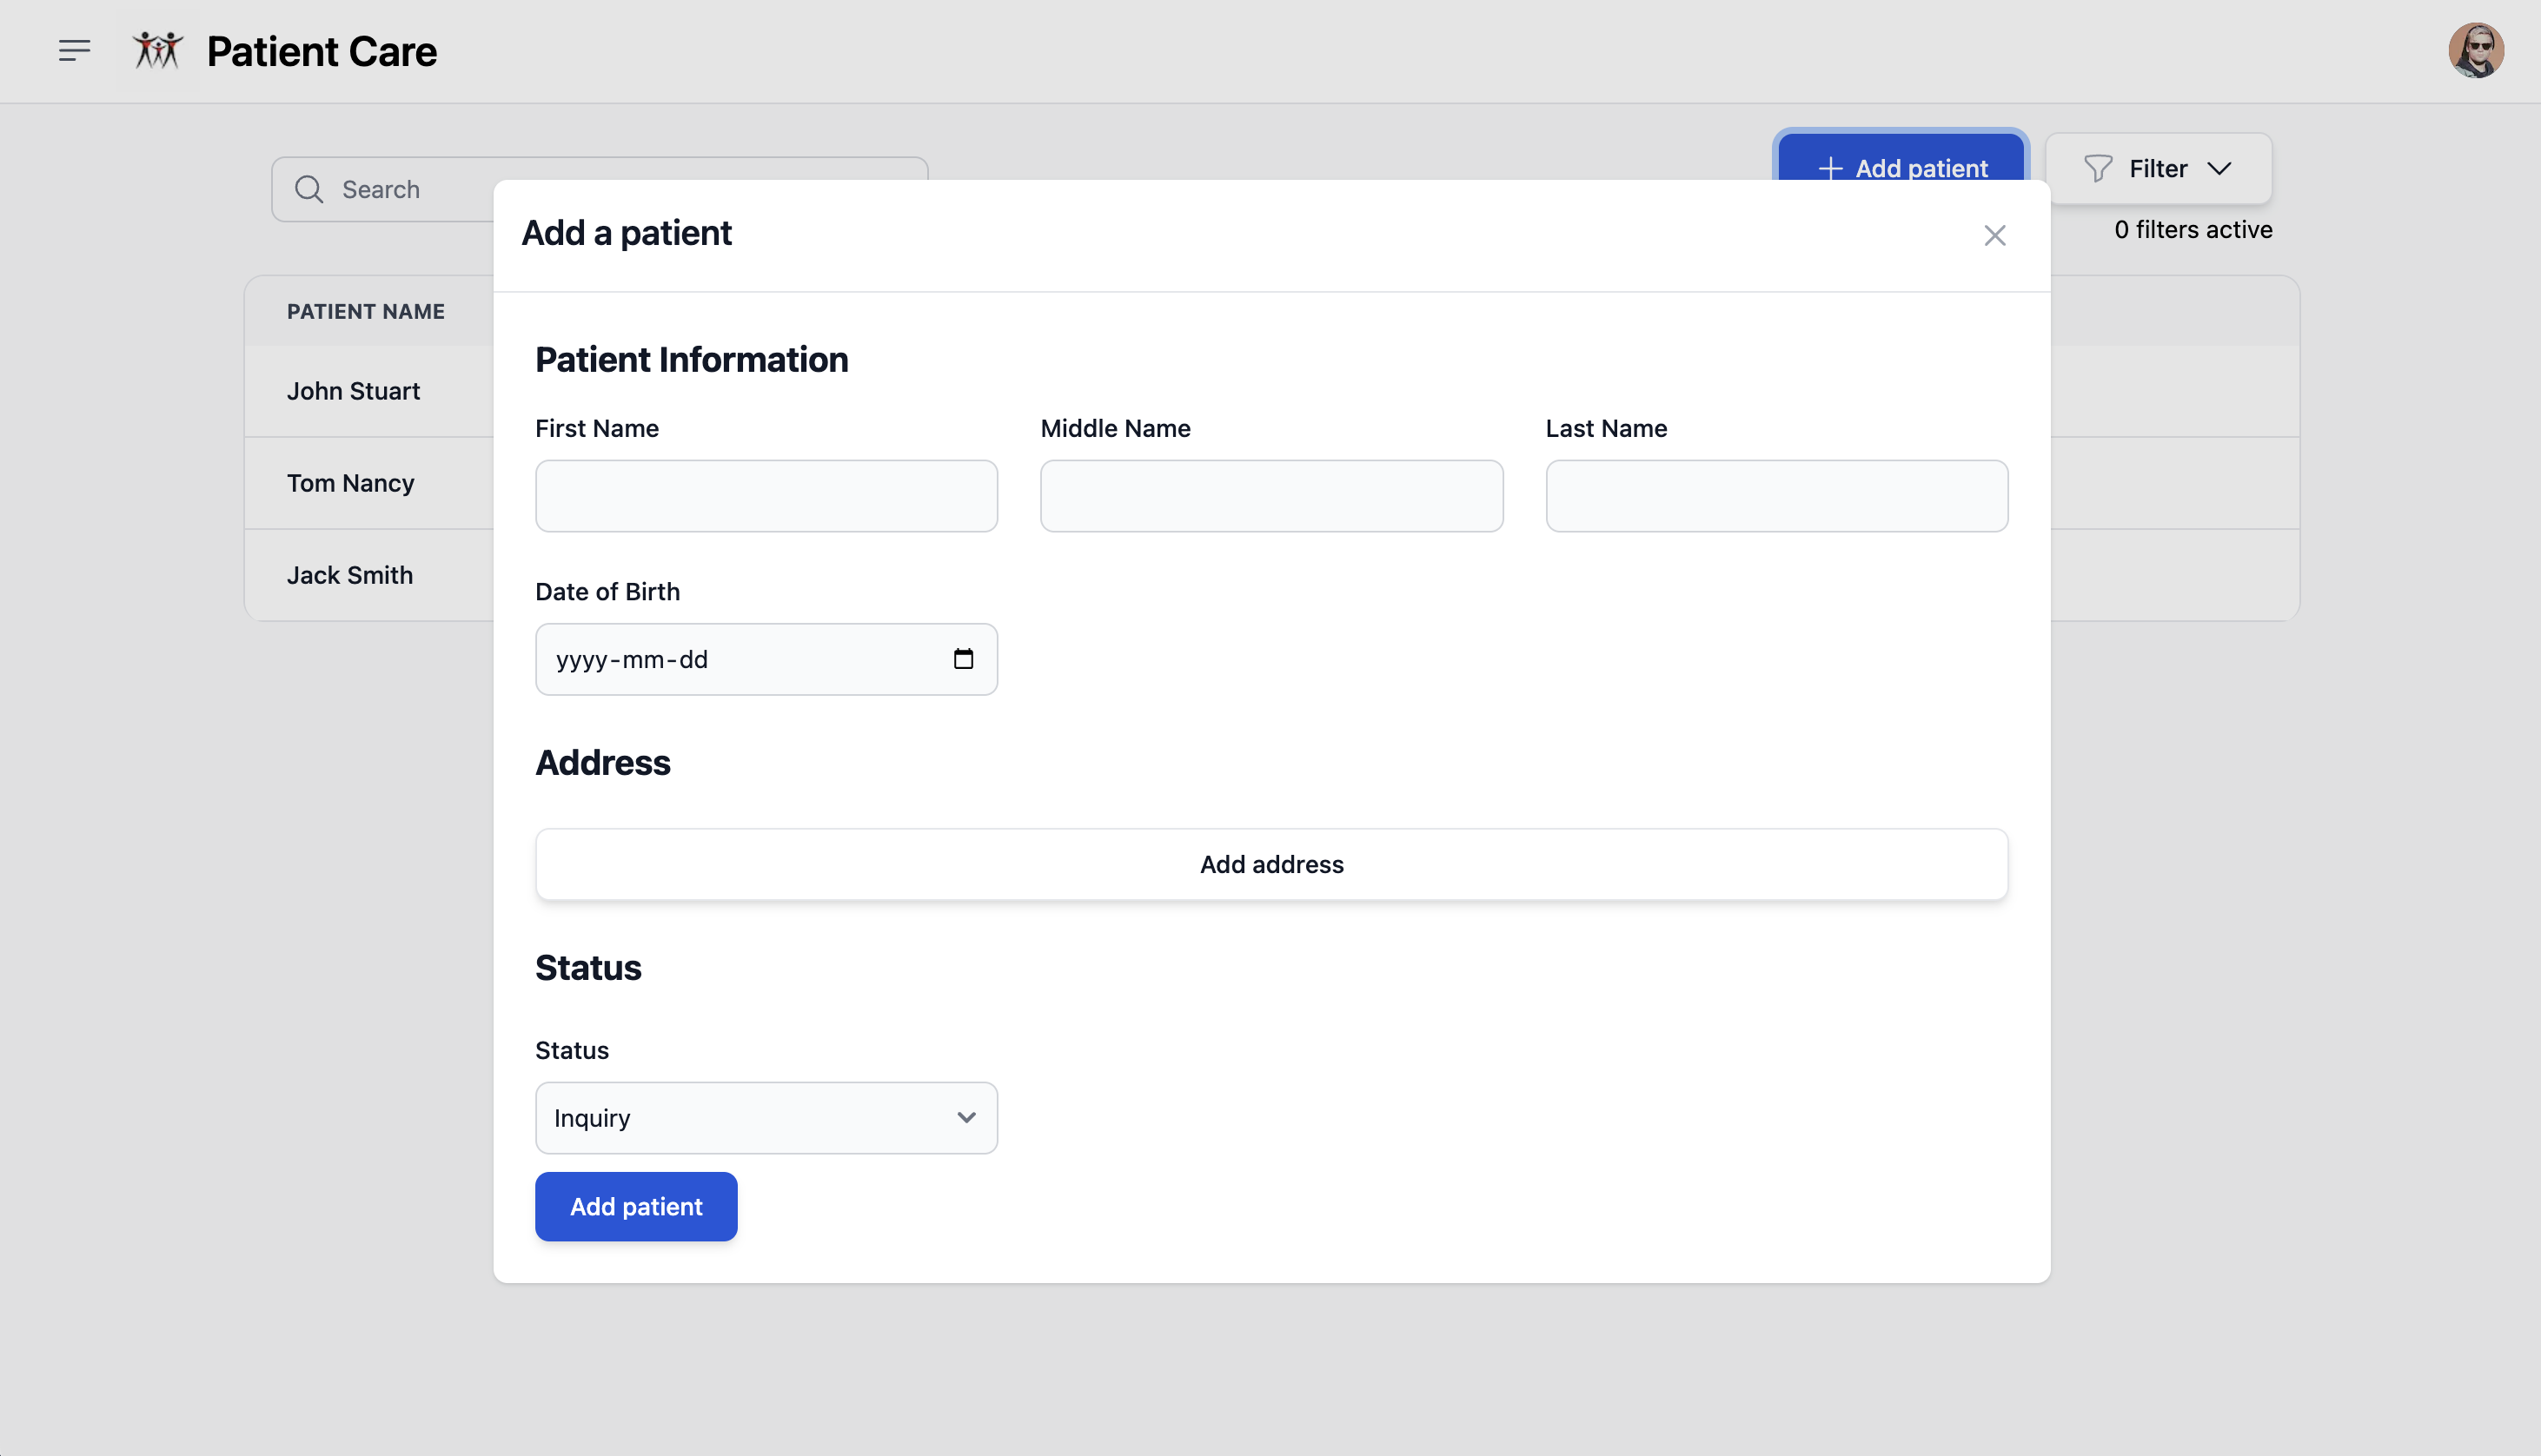 Patient Care
Search
Add patient
Filter
0 filters active
Add a patient
PATIENT NAME
John Stuart
Tom Nancy
Jack Smith
Patient Information
First Name
Middle Name
Last Name
Date of Birth
yyyy-mm-dd
Address
Add address
Status
Status
Inquiry
Add patient